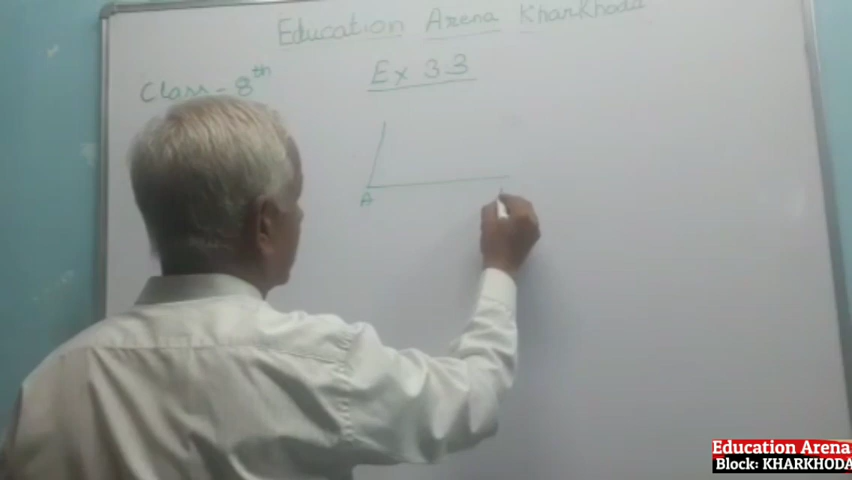 Education Arena KharKhoda
Ex 3.3
Class - 8th
A
Education Arena
Block: KHARKHODA